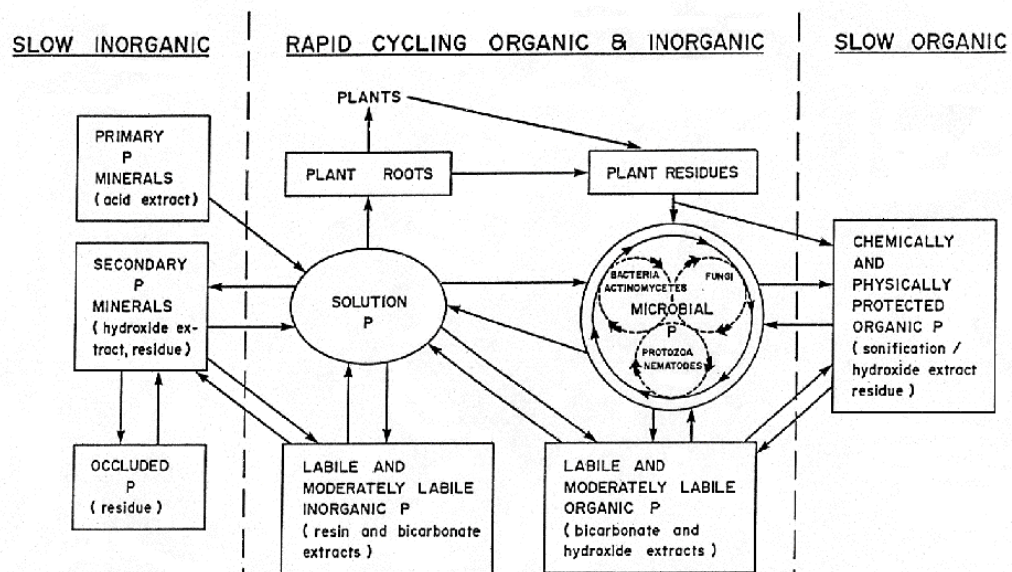 SLOW INORGANIC
RAPID CYCLING ORGANIC & INORGANIC
SLOW ORGANIC
PLANTS
PRIMARY
P
MINERALS
(acid extract)
PLANT ROOTS
PLANT RESIDUES
SECONDARY
P
MINERALS
(hydroxide ex-
tract, residue)
SOLUTION
P
BACTERIA
ACTINOMYCETES
FUNGI
MICROBIAL
P
PROTOZOA
NEMATODES
CHEMICALLY
AND
PHYSICALLY
PROTECTED
ORGANIC P
(sonification /
hydroxide extract
residue)
OCCLUDED
P
(residue)
LABILE AND
MODERATELY LABILE
INORGANIC P
(resin and bicarbonate
extracts)
LABILE AND
MODERATELY LABILE
ORGANIC P
(bicarbonate and
hydroxide extracts)